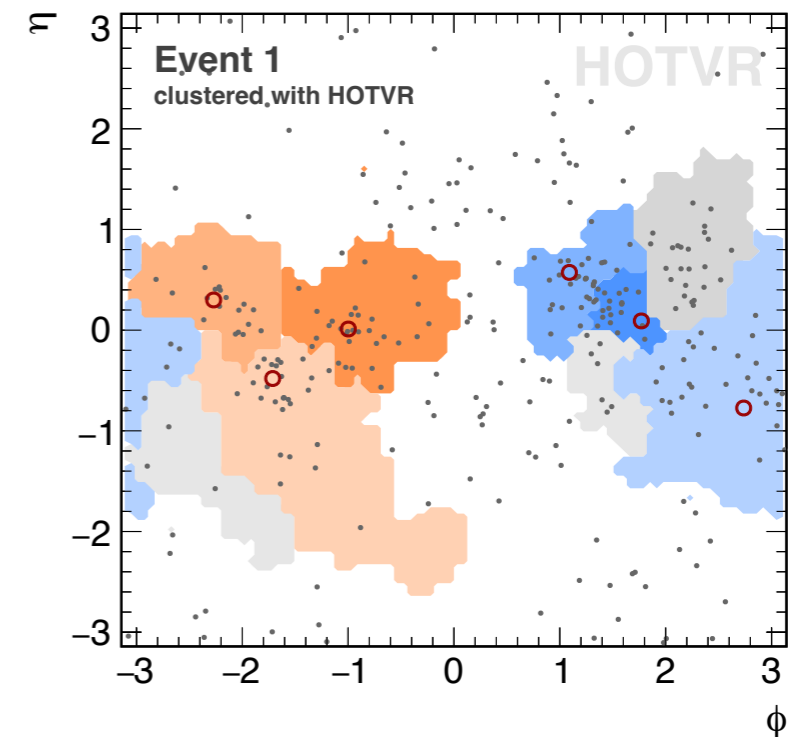 η
Event 1
clustered with HOTVR
HOTVR
3
2
1
0
−1
−2
−3
−3 −2 −1 0 1 2 3
ϕ